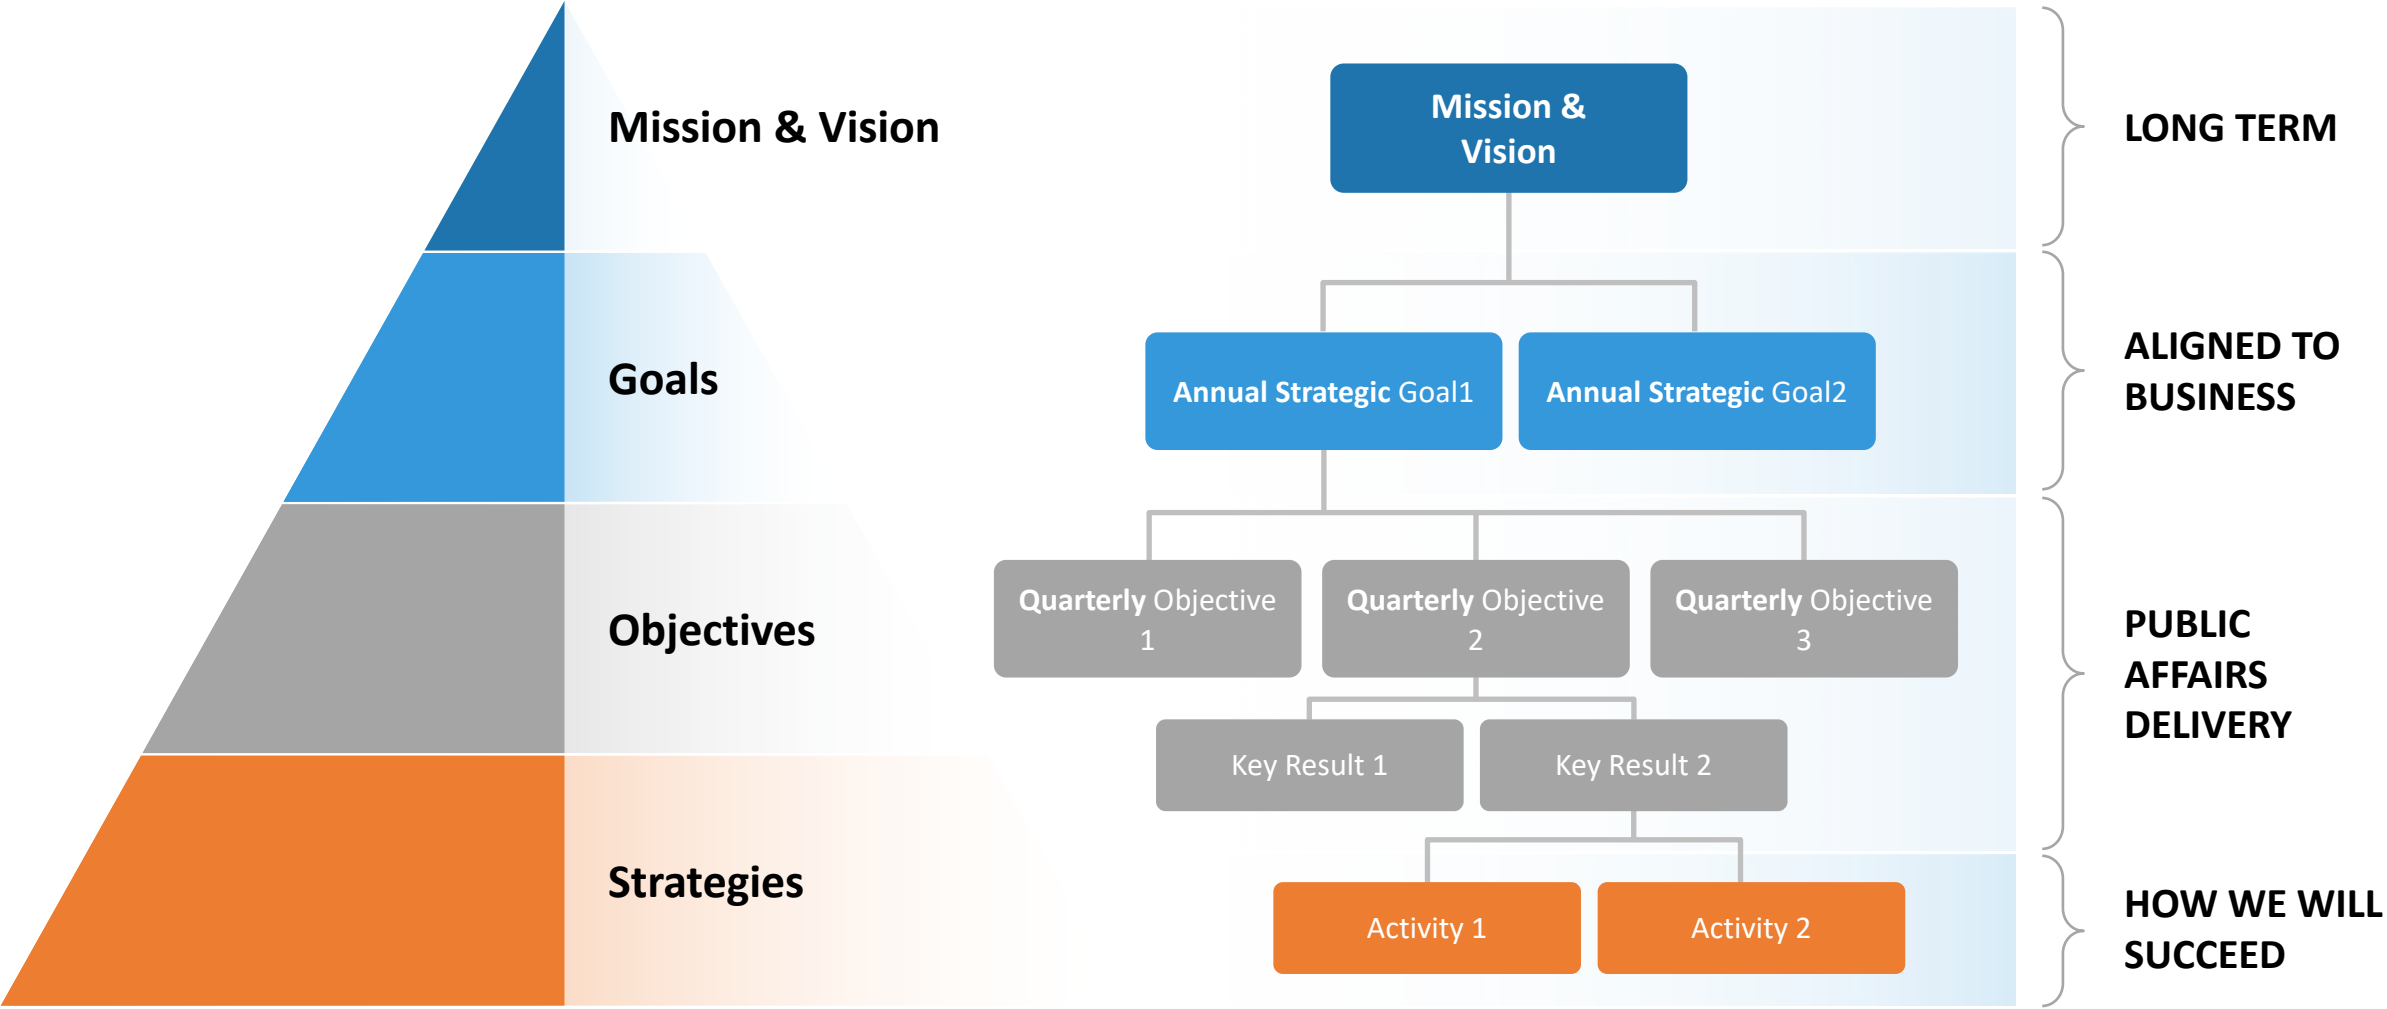 Mission & Vision
Goals
Objectives
Strategies
Mission &
Vision
Annual Strategic Goal1
Annual Strategic Goal2
Quarterly Objective
1
Quarterly Objective
2
Quarterly Objective
3
Key Result 1
Key Result 2
Activity 1
Activity 2
LONG TERM
ALIGNED TO
BUSINESS
PUBLIC
AFFAIRS
DELIVERY
HOW WE WILL
SUCCEED